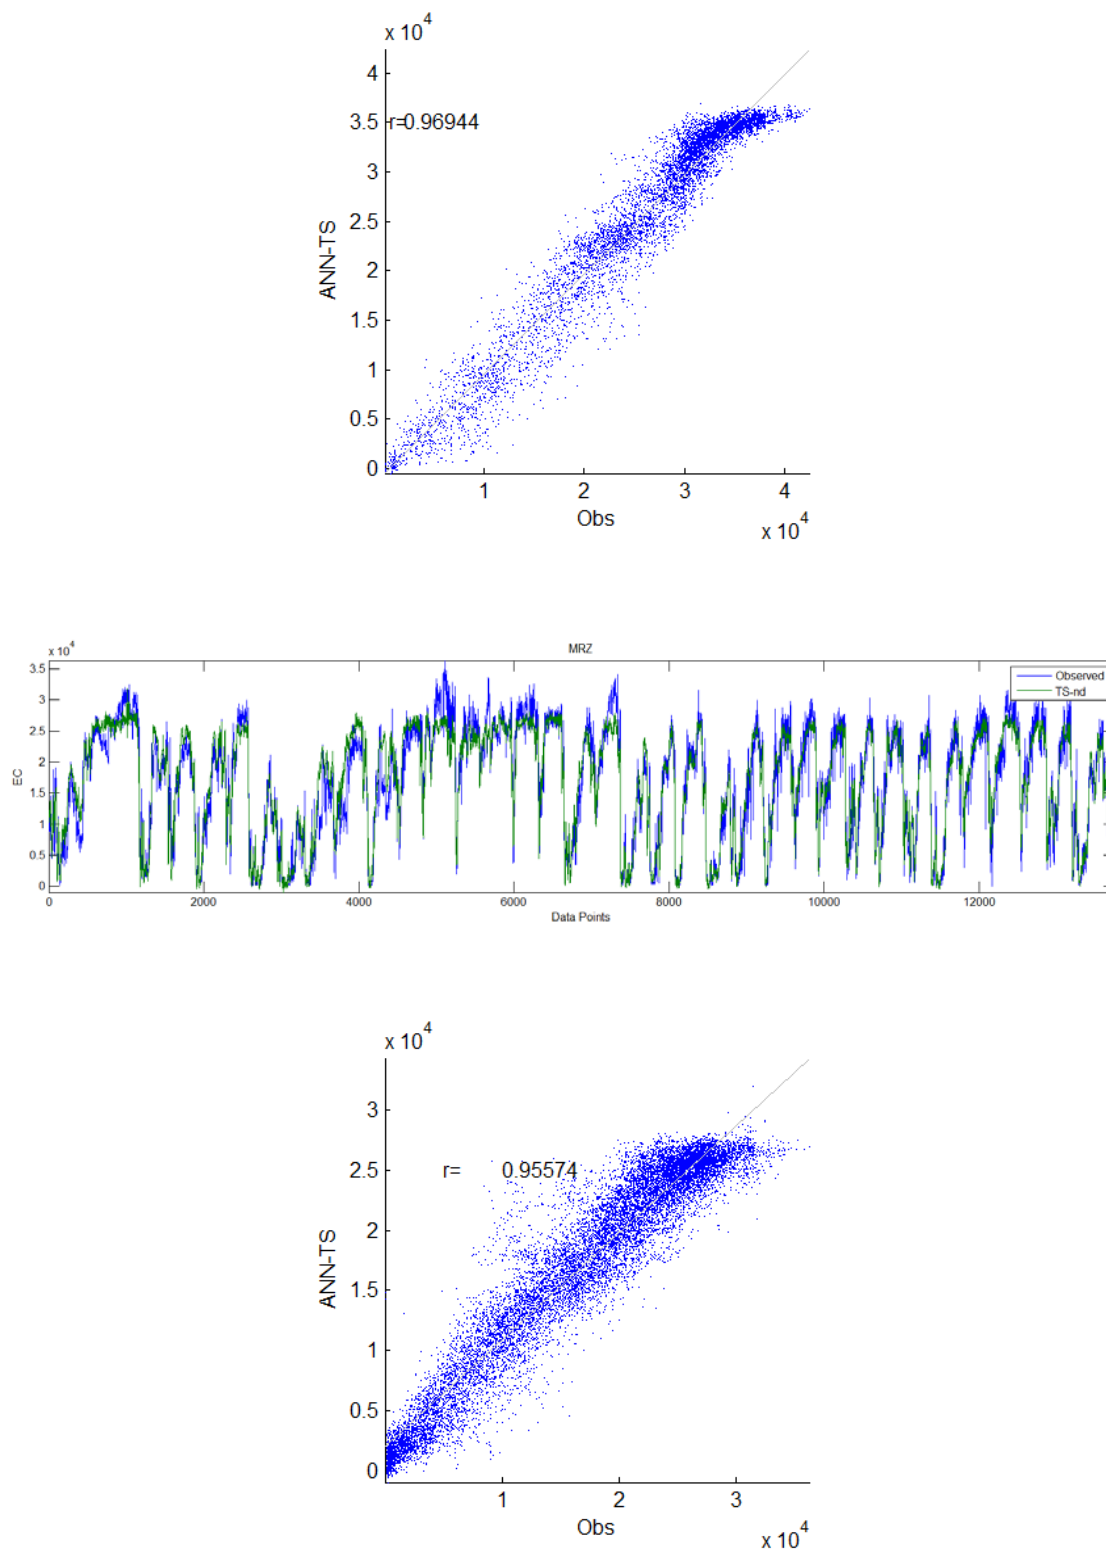 x 10^4
4
3.5
r=0.96944
3
2.5
2
1.5
1
0.5
0
ANN-TS
1 2 3 4
Obs
x 10^4
MRZ
x 10^4
3.5
3
2.5
2
1.5
1
0.5
0
EC
Observed
TS-nd
0 2000 4000 6000 8000 10000 12000
Data Points
x 10^4
3
2.5
r= 0.95574
2
1.5
1
0.5
0
ANN-TS
1 2 3
Obs
x 10^4